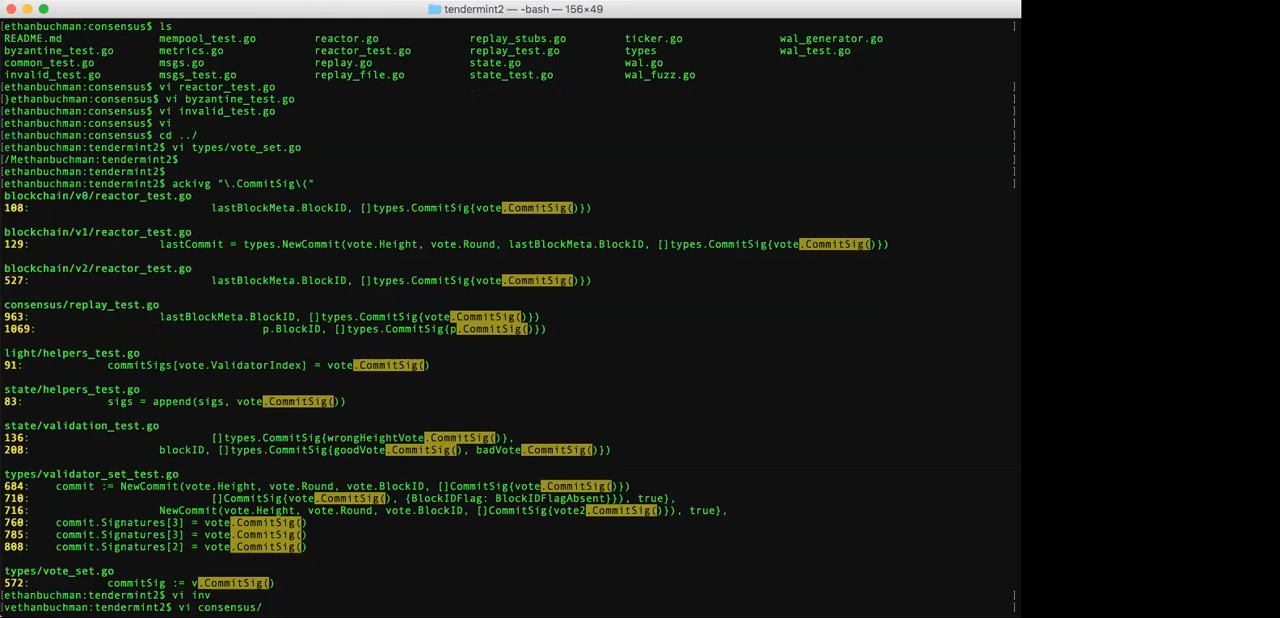 tendermint2 — -bash — 156×49
[ethanbuchman:consensus$ ls ]
README.md mempool_test.go reactor.go replay_stubs.go ticker.go wal_generator.go
byzantine_test.go metrics.go reactor_test.go replay_test.go types wal_test.go
common_test.go msgs.go replay.go state.go wal.go
invalid_test.go msgs_test.go replay_file.go state_test.go wal_fuzz.go
[ethanbuchman:consensus$ vi reactor_test.go ]
[}ethanbuchman:consensus$ vi byzantine_test.go ]
[ethanbuchman:consensus$ vi invalid_test.go ]
[ethanbuchman:consensus$ vi ]
[ethanbuchman:consensus$ cd ../ ]
[ethanbuchman:tendermint2$ vi types/vote_set.go ]
[/Methanbuchman:tendermint2$ ]
[ethanbuchman:tendermint2$ ]
[ethanbuchman:tendermint2$ ackivg "\.CommitSig\(" ]
blockchain/v0/reactor_test.go
108: lastBlockMeta.BlockID, []types.CommitSig{vote.CommitSig()})
blockchain/v1/reactor_test.go
129: lastCommit = types.NewCommit(vote.Height, vote.Round, lastBlockMeta.BlockID, []types.CommitSig{vote.CommitSig()})
blockchain/v2/reactor_test.go
527: lastBlockMeta.BlockID, []types.CommitSig{vote.CommitSig()})
consensus/replay_test.go
963: lastBlockMeta.BlockID, []types.CommitSig{vote.CommitSig()})
1069: p.BlockID, []types.CommitSig{p.CommitSig()})
light/helpers_test.go
91: commitSigs[vote.ValidatorIndex] = vote.CommitSig()
state/helpers_test.go
83: sigs = append(sigs, vote.CommitSig())
state/validation_test.go
136: []types.CommitSig{wrongHeightVote.CommitSig()},
208: blockID, []types.CommitSig{goodVote.CommitSig(), badVote.CommitSig()})
types/validator_set_test.go
684: commit := NewCommit(vote.Height, vote.Round, vote.BlockID, []CommitSig{vote.CommitSig()})
710: []CommitSig{vote.CommitSig(), {BlockIDFlag: BlockIDFlagAbsent}}), true},
716: NewCommit(vote.Height, vote.Round, vote.BlockID, []CommitSig{vote2.CommitSig()}), true},
760: commit.Signatures[3] = vote.CommitSig()
785: commit.Signatures[3] = vote.CommitSig()
808: commit.Signatures[2] = vote.CommitSig()
types/vote_set.go
572: commitSig := v.CommitSig()
[ethanbuchman:tendermint2$ vi inv ]
[vethanbuchman:tendermint2$ vi consensus/ ]